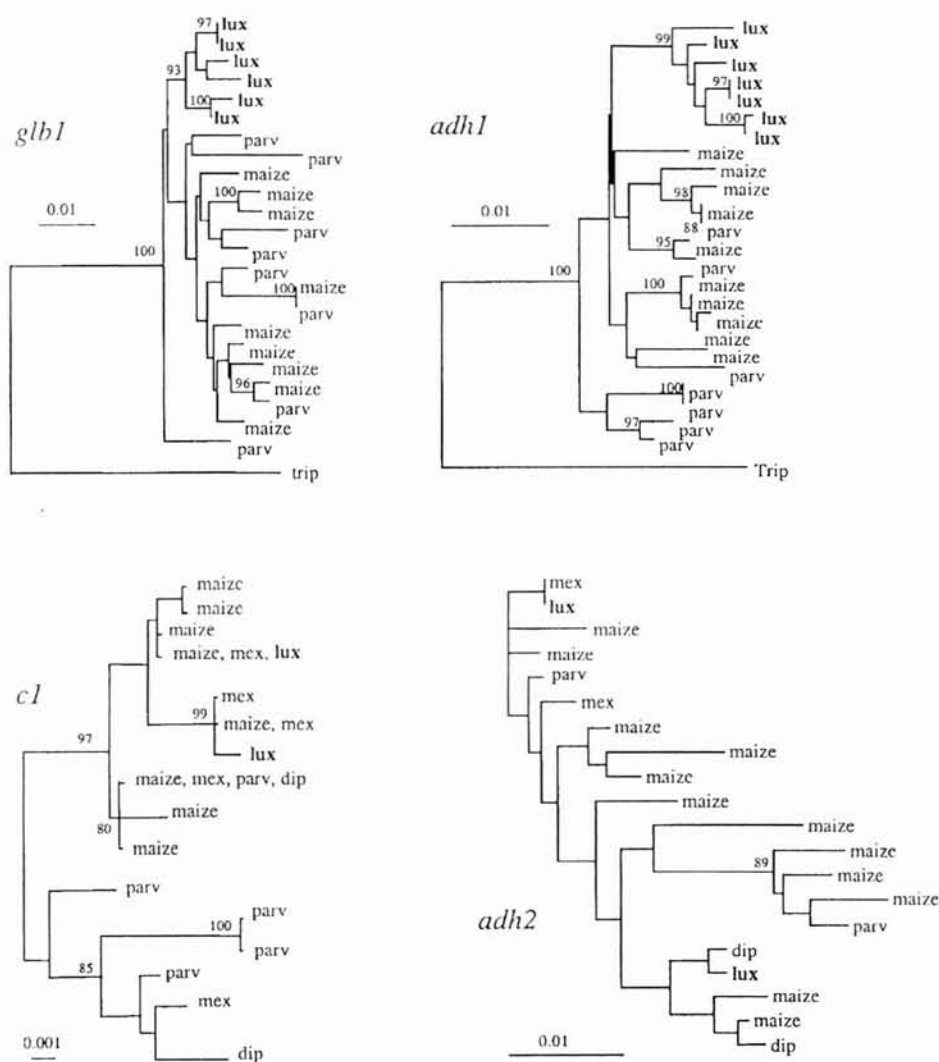 97
lux
lux
lux
93
lux
100
lux
lux
glb1
parv
parv
maize
100
maize
0.01
maize
parv
parv
100
parv
100
maize
parv
maize
maize
maize
96
maize
parv
maize
parv
trip
99
lux
lux
lux
97
lux
lux
100
lux
lux
adh1
maize
maize
98
maize
0.01
maize
88
parv
95
maize
100
parv
100
maize
maize
maize
maize
maize
parv
100
parv
parv
97
parv
parv
Trip
maize
maize
maize
maize, mex, lux
c1
mex
99
maize, mex
97
lux
maize, mex, parv, dip
maize
80
maize
parv
parv
100
parv
85
parv
mex
0.001
dip
mex
lux
maize
maize
parv
mex
maize
maize
maize
maize
maize
89
maize
maize
maize
adh2
parv
dip
lux
maize
maize
0.01
dip